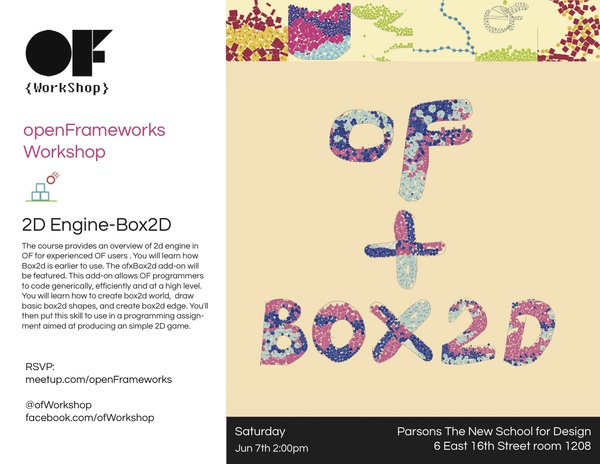 OF
{WorkShop}
openFrameworks
Workshop
2D Engine-Box2D
The course provides an overview of 2d engine in
OF for experienced OF users . You will learn how
Box2d is earlier to use. The ofxBox2d add-on will
be featured. This add-on allows OF programmers
to code generically, efficiently and at a high level.
You will learn how to create box2d world,  draw
basic box2d shapes, and create box2d edge. You'll
then put this skill to use in a programming assign-
ment aimed at producing an simple 2D game.
RSVP:
meetup.com/openFrameworks
@ofWorkshop
facebook.com/ofWorkshop
OF
+
BOX2D
Saturday
Jun 7th 2:00pm
Parsons The New School for Design
6 East 16th Street room 1208